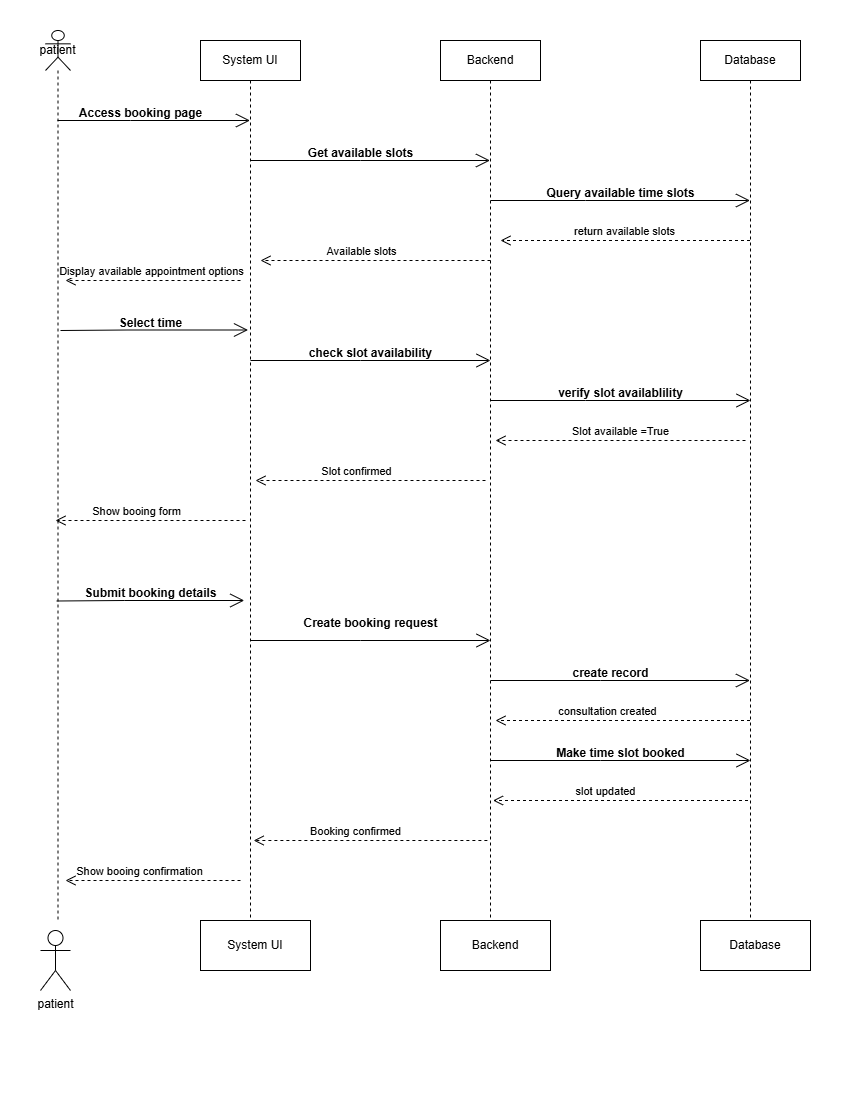 patient
System UI
Backend
Database
Access booking page
Get available slots
Query available time slots
return available slots
Available slots
Display available appointment options
Select time
check slot availability
verify slot availablility
Slot available =True
Slot confirmed
Show booing form
Submit booking details
Create booking request
create record
consultation created
Make time slot booked
slot updated
Booking confirmed
Show booing confirmation
System UI
Backend
Database
patient